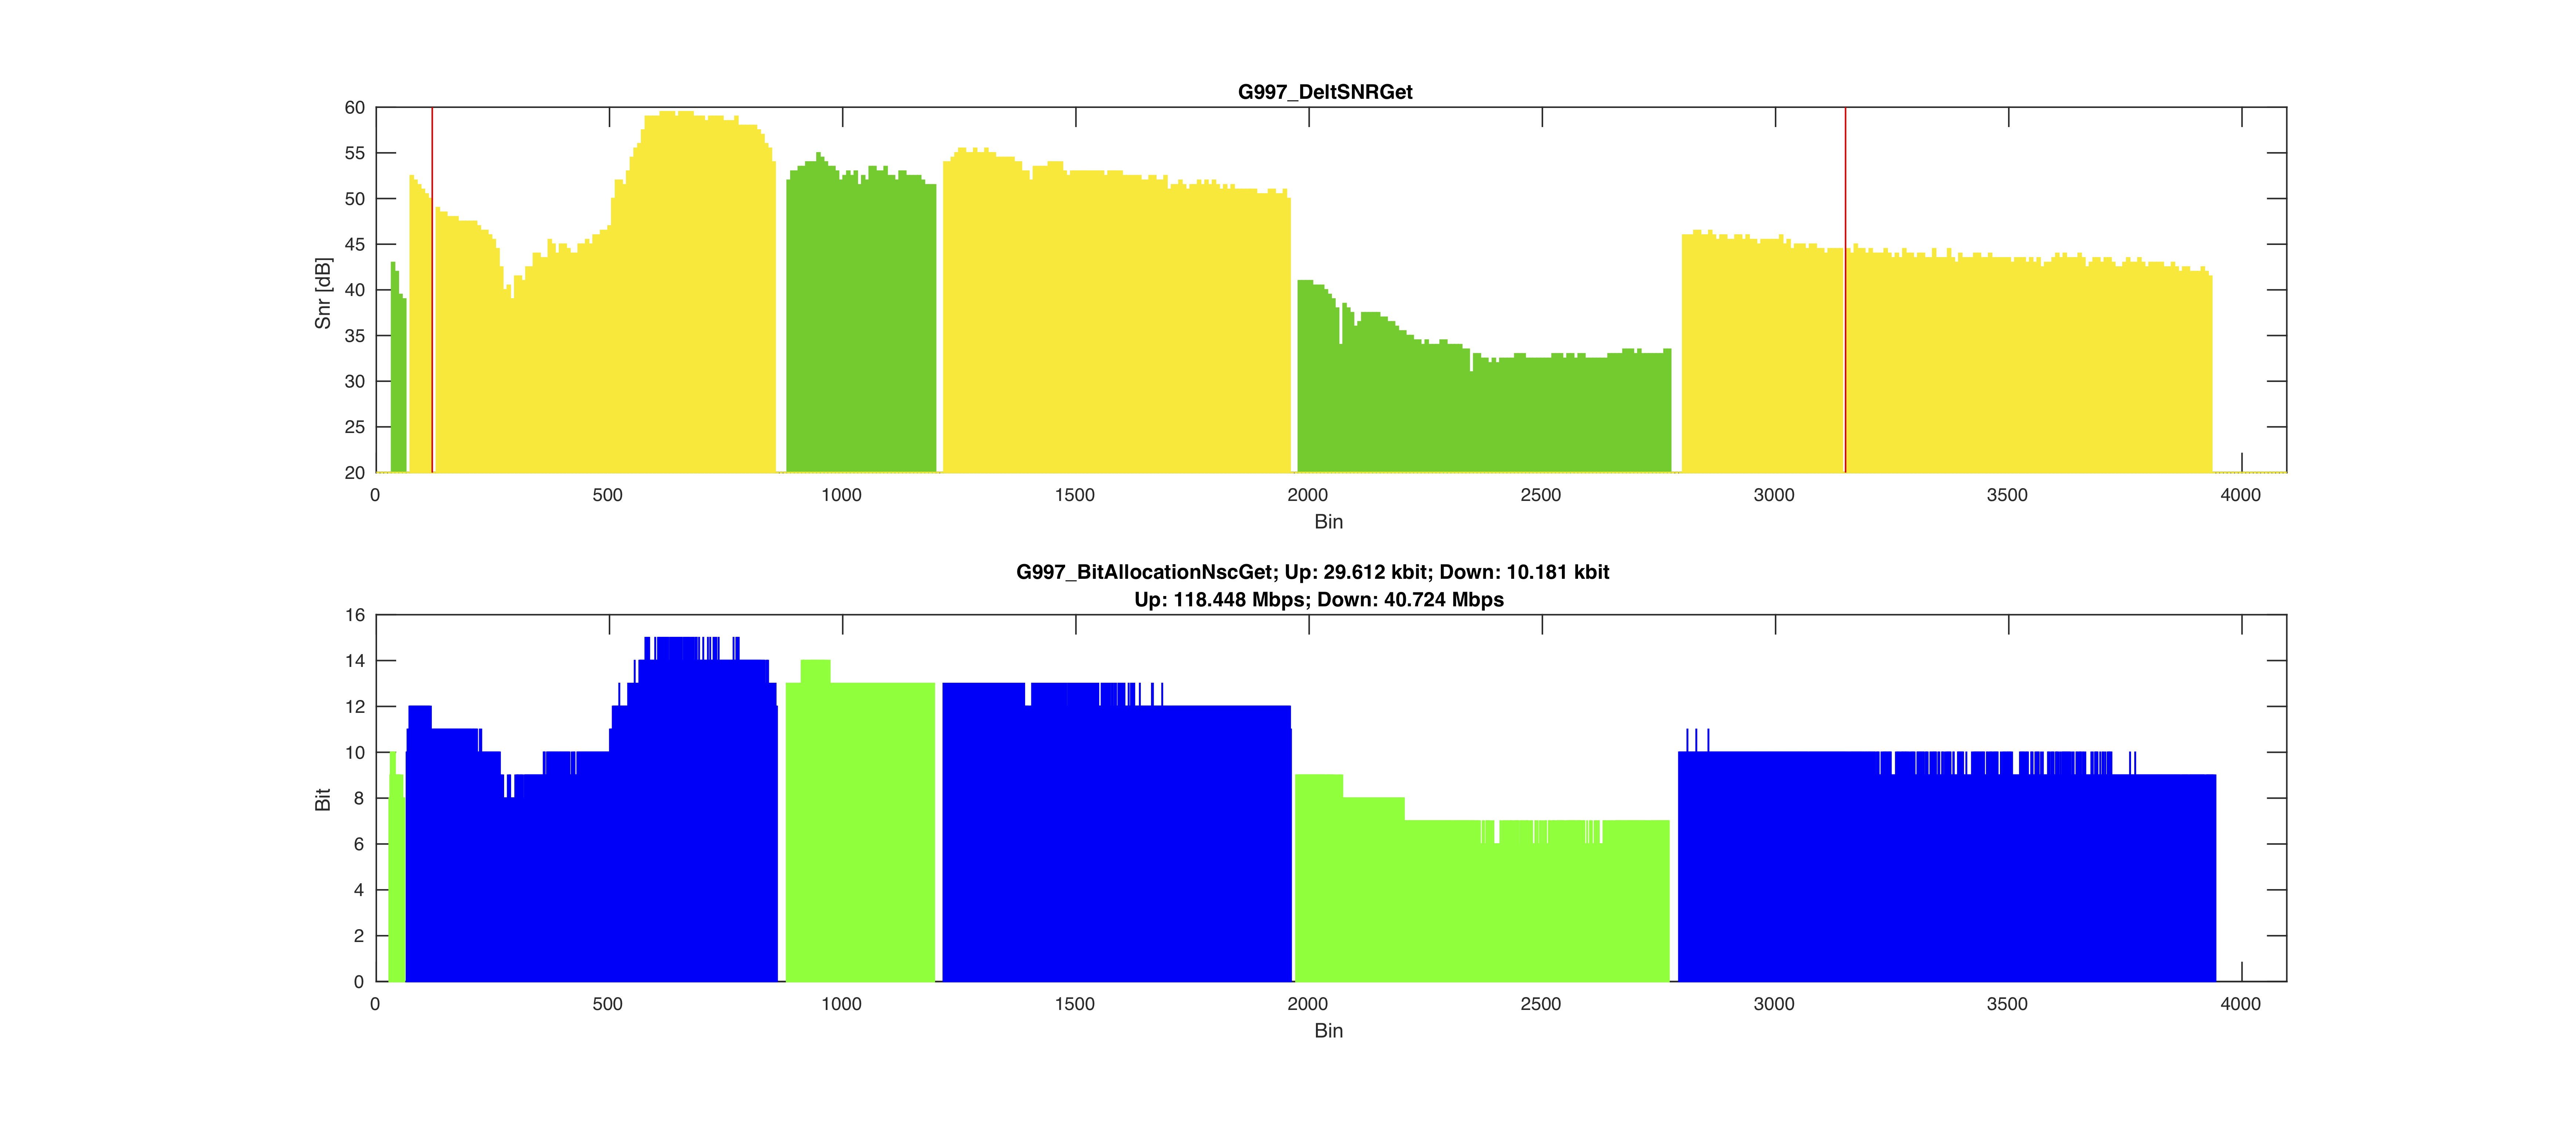 G997_DeltSNRGet
60
55
50
45
40
35
30
25
20
Snr [dB]
0 500 1000 1500 2000 2500 3000 3500 4000
Bin
G997_BitAllocationNscGet; Up: 29.612 kbit; Down: 10.181 kbit
Up: 118.448 Mbps; Down: 40.724 Mbps
16
14
12
10
8
6
4
2
0
Bit
0 500 1000 1500 2000 2500 3000 3500 4000
Bin